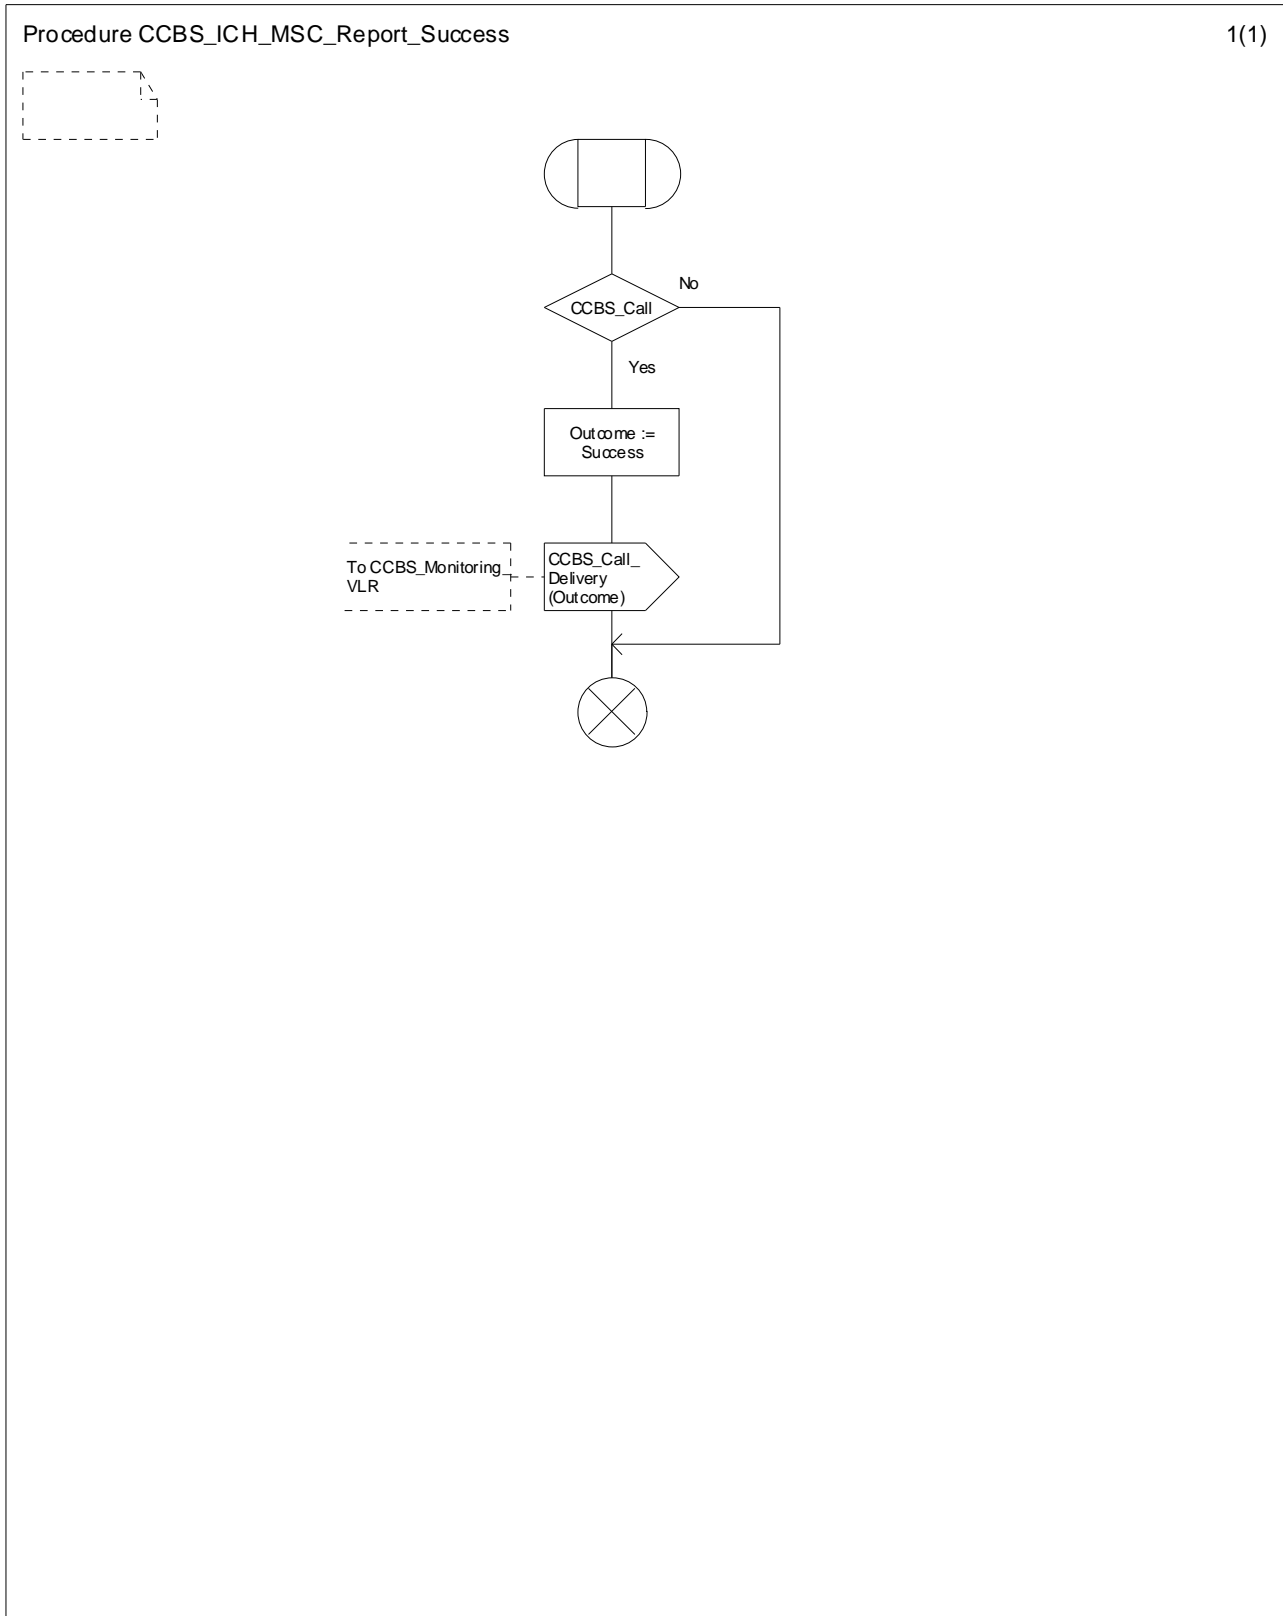 Procedure CCBS_ICH_MSC_Report_Success
1(1)
No
CCBS_Call
Yes
Outcome :=
Success
To CCBS_Monitoring_
VLR
CCBS_Call_
Delivery
(Outcome)